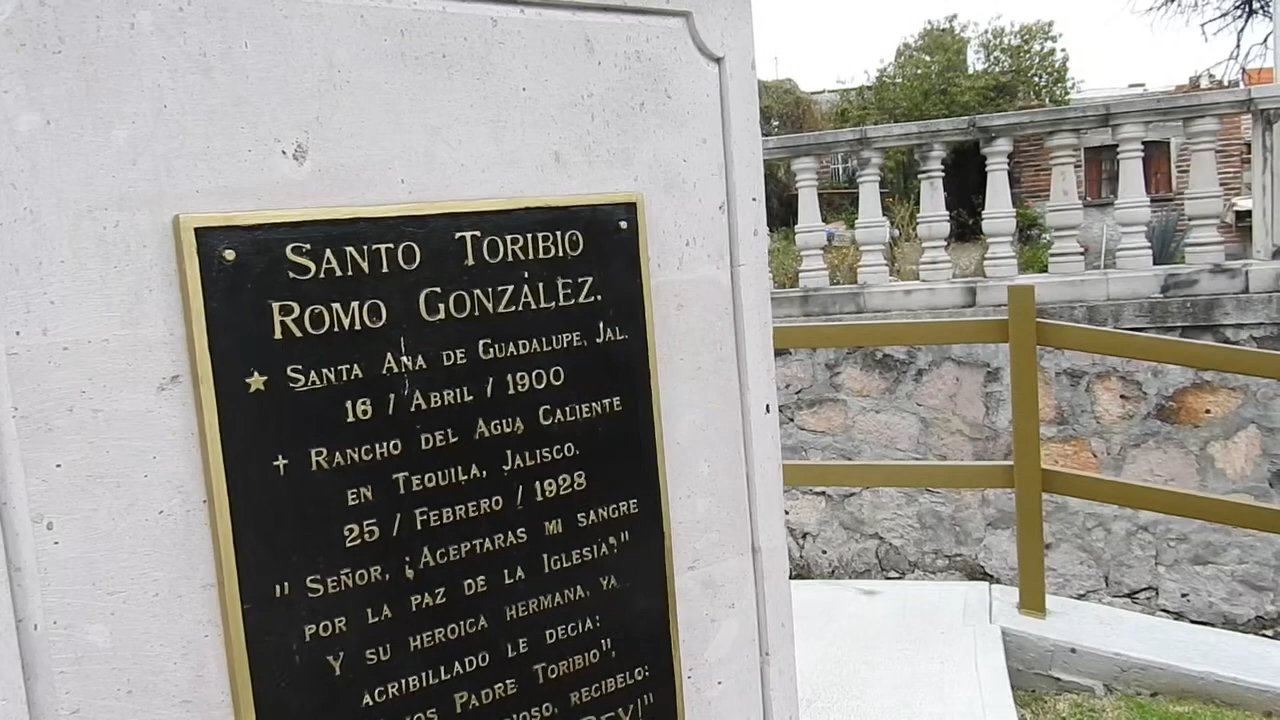 SANTO TORIBIO
ROMO GONZÁLEZ.
★ SANTA ANA DE GUADALUPE, JAL.
16 / ABRIL / 1900
✝ RANCHO DEL AGUA CALIENTE
EN TEQUILA, JALISCO.
25 / FEBRERO / 1928
" SEÑOR, ¿ACEPTARAS MI SANGRE
POR LA PAZ DE LA IGLESIA?"
Y SU HEROICA HERMANA, YA
ACRIBILLADO LE DECIA:
PADRE TORIBIO",
RECIBELO:
REY!"